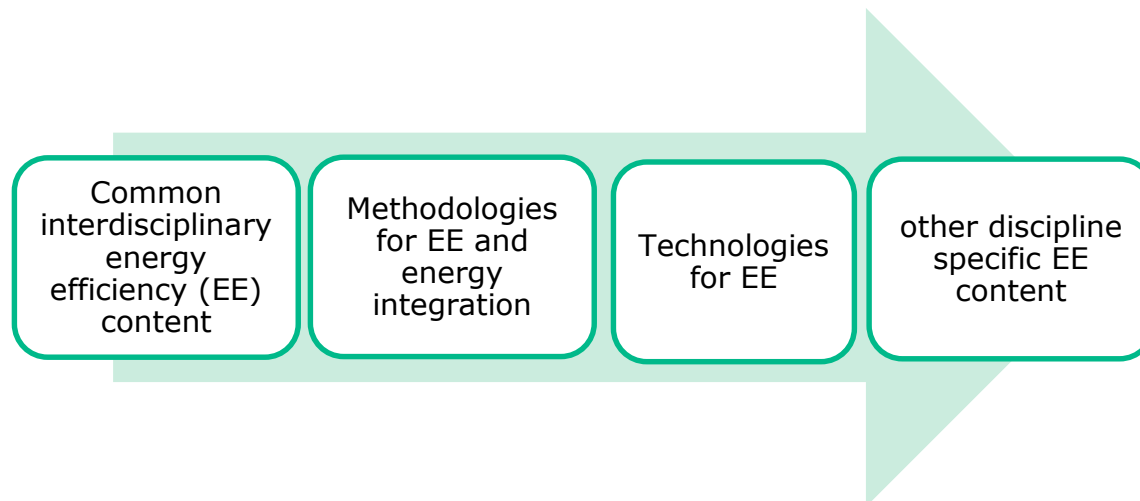 Common
interdisciplinary
energy
efficiency (EE)
content
Methodologies
for EE and
energy
integration
Technologies
for EE
other discipline
specific EE
content